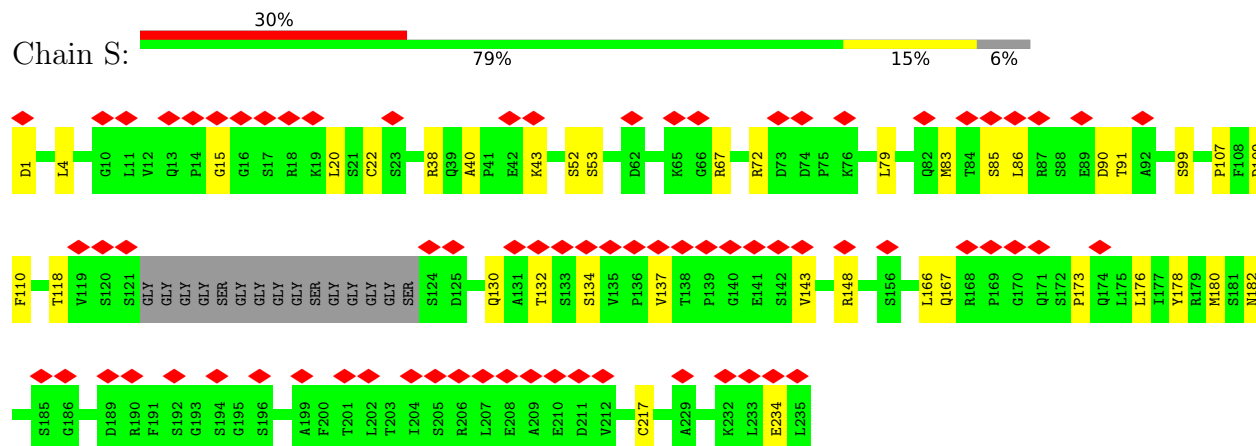 30%
Chain S:
79% 15% 6%
D1 L4 G10 L11 V12 Q13 P14 G15 G16 S17 R18 K19 L20 S21 C22 S23 R38 Q39 A40 P41 E42 K43 S52 S53 D62 K65 G66 R67 R72 D73 D74 P75 K76 L79 Q82 M83 T84 S85 L86 R87 S88 E89 D90 T91 A92 S99 P107 F108 D109
F110 T118 V119 S120 S121 GLY GLY GLY GLY SER GLY GLY GLY GLY SER GLY GLY GLY GLY SER S124 D125 Q130 A131 T132 S133 S134 V135 P136 V137 T138 P139 G140 E141 S142 V143 R148 S156 L166 Q167 R168 P169 G170 Q171 S172 P173 Q174 L175 L176 I177 Y178 R179 M180 S181 N182
S185 G186 D189 R190 F191 S192 G193 S194 G195 S196 A199 F200 T201 L202 T203 I204 S205 R206 L207 E208 A209 E210 D211 V212 C217 A229 K232 L233 E234 L235